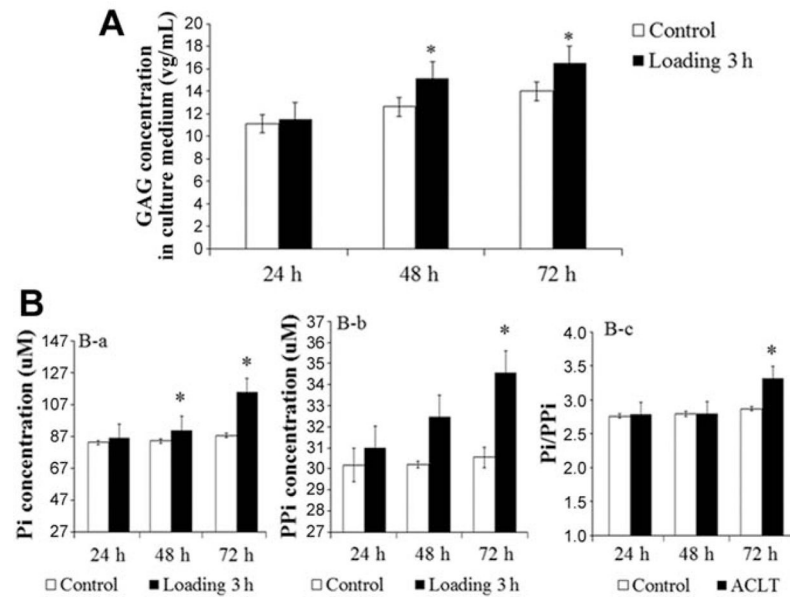 A
GAG concentration
in culture medium (vg/mL)
20
18
16
14
12
10
8
6
4
2
0
*
*
24 h
48 h
72 h
Control
Loading 3 h
B
B-a
Pi concentration (uM)
147
127
107
87
67
47
27
*
*
24 h
48 h
72 h
Control
Loading 3 h
B-b
PPi concentration (uM)
37
36
35
34
33
32
31
30
29
28
27
*
24 h
48 h
72 h
Control
Loading 3 h
B-c
Pi/PPi
4.0
3.5
3.0
2.5
2.0
1.5
1.0
*
24 h
48 h
72 h
Control
ACLT